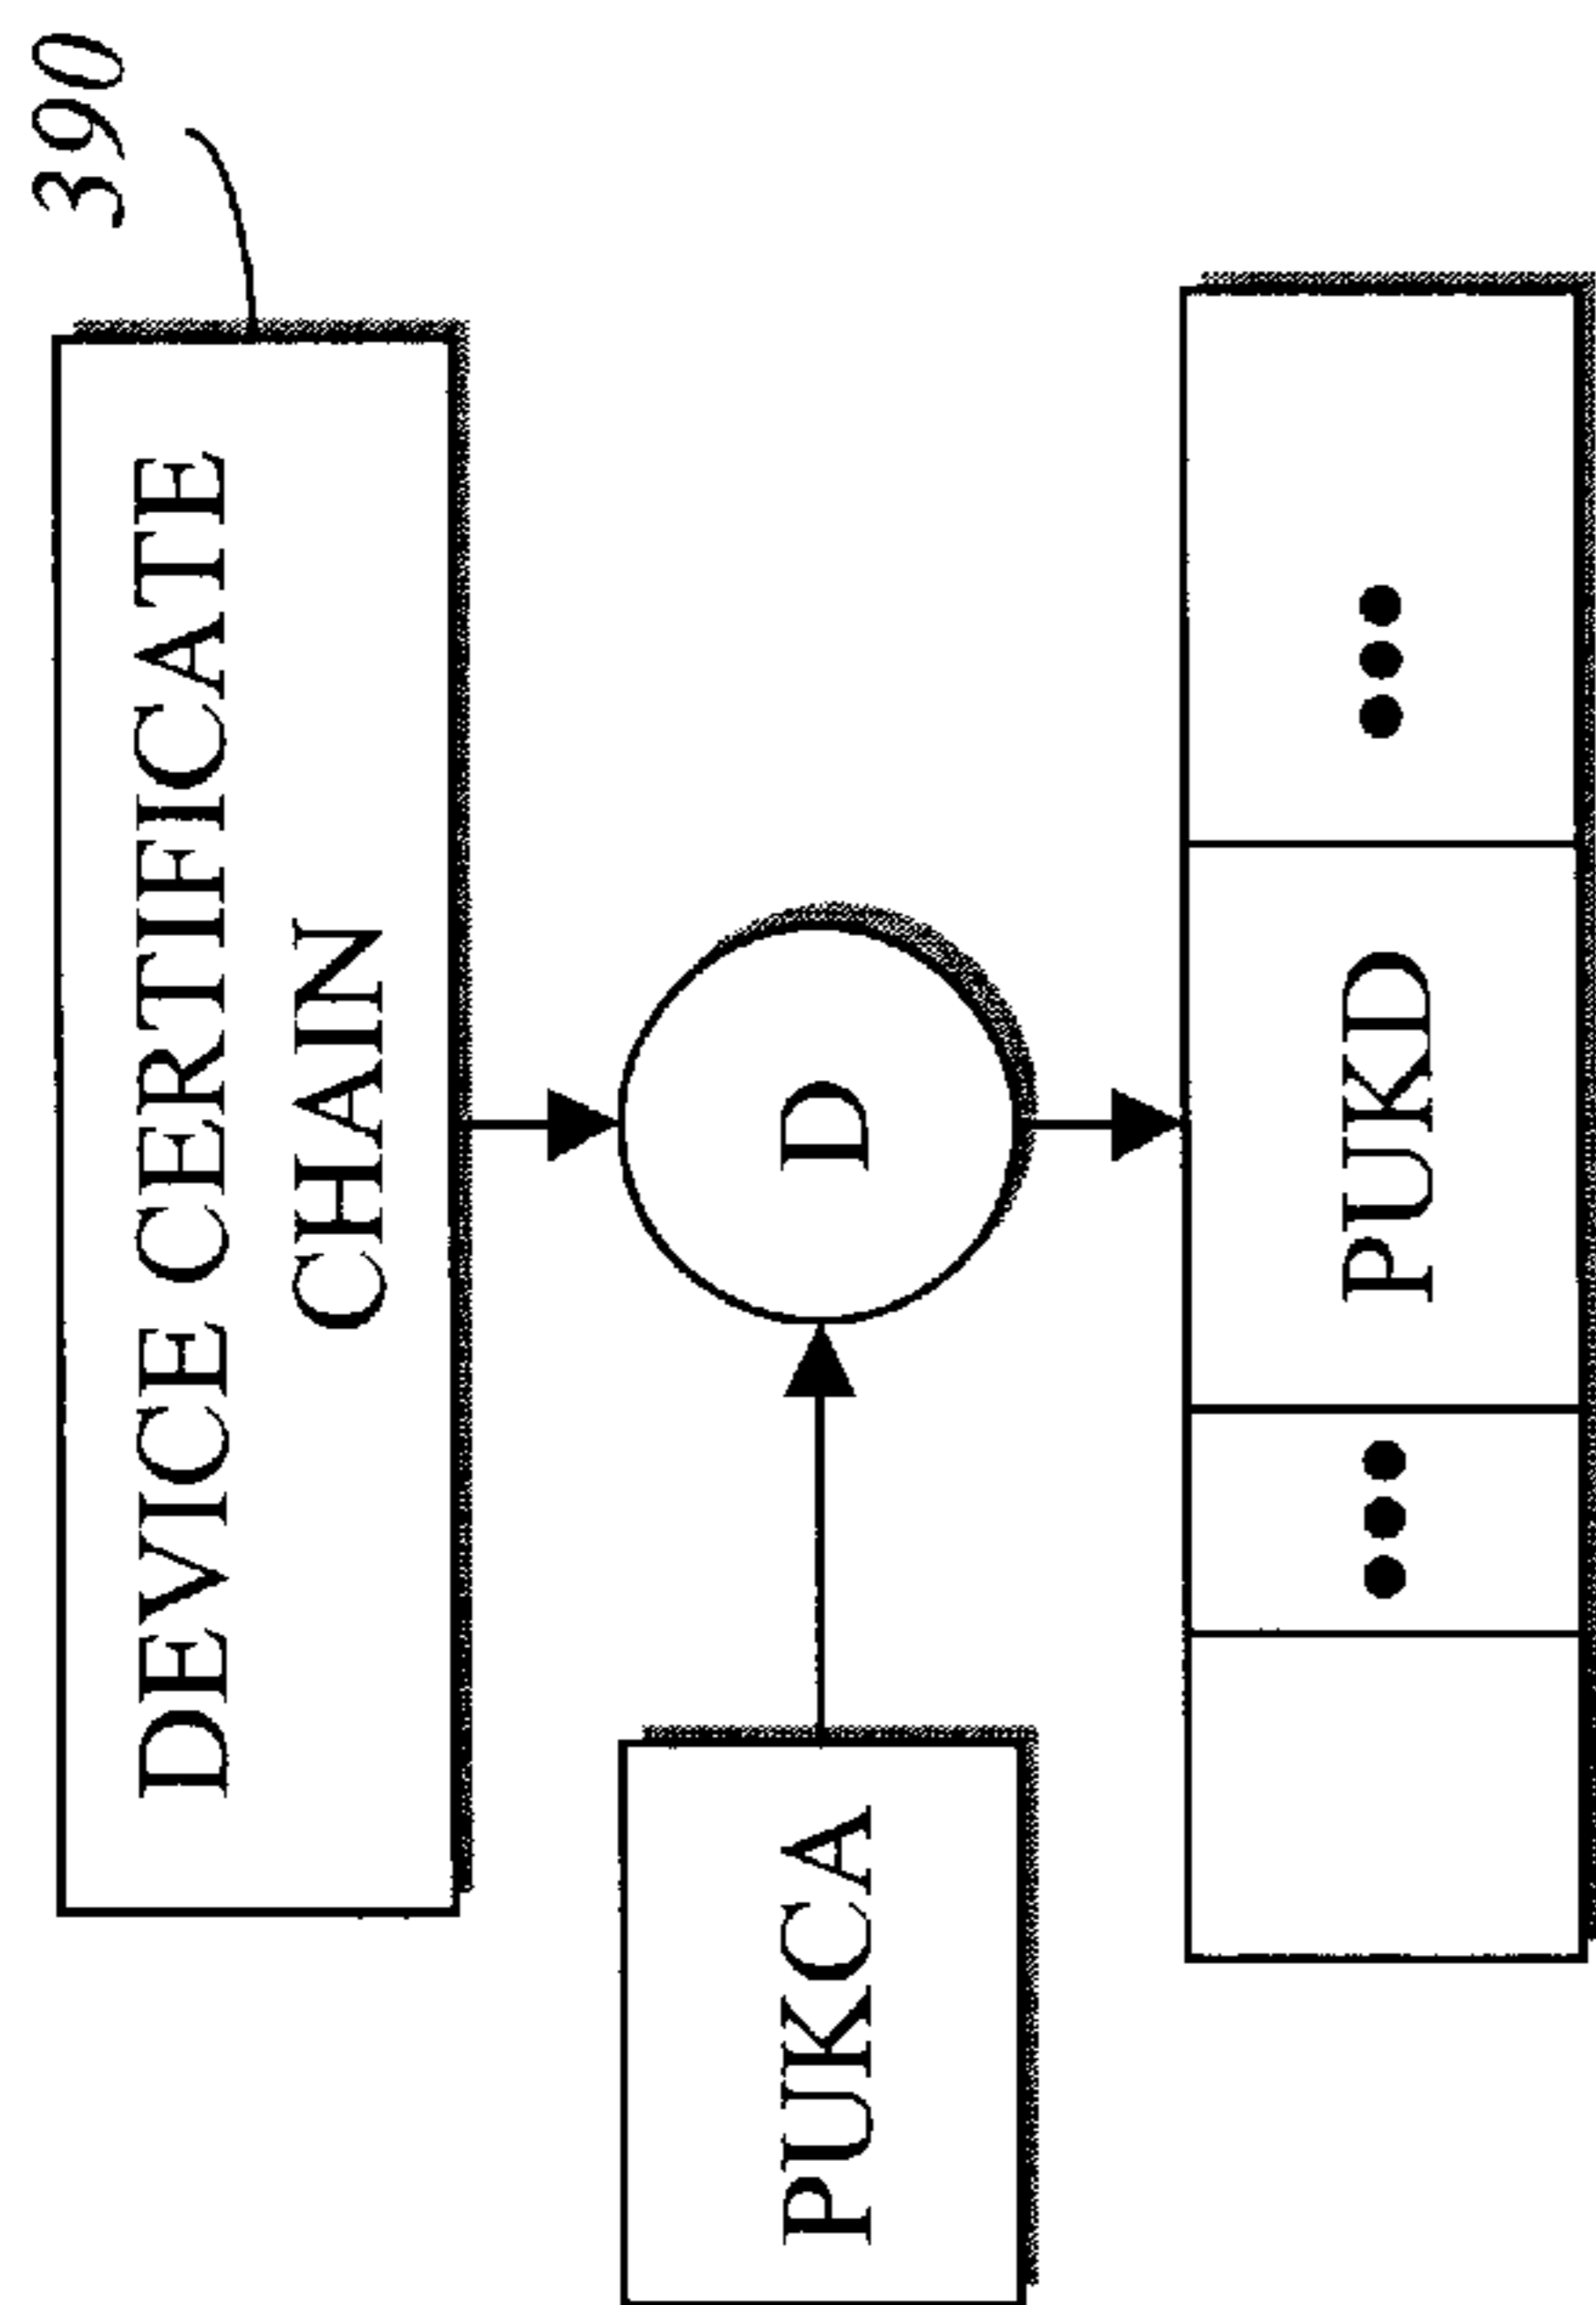 390
DEVICE CERTIFICATE
CHAIN
PUKCA
D
••• PUKD •••